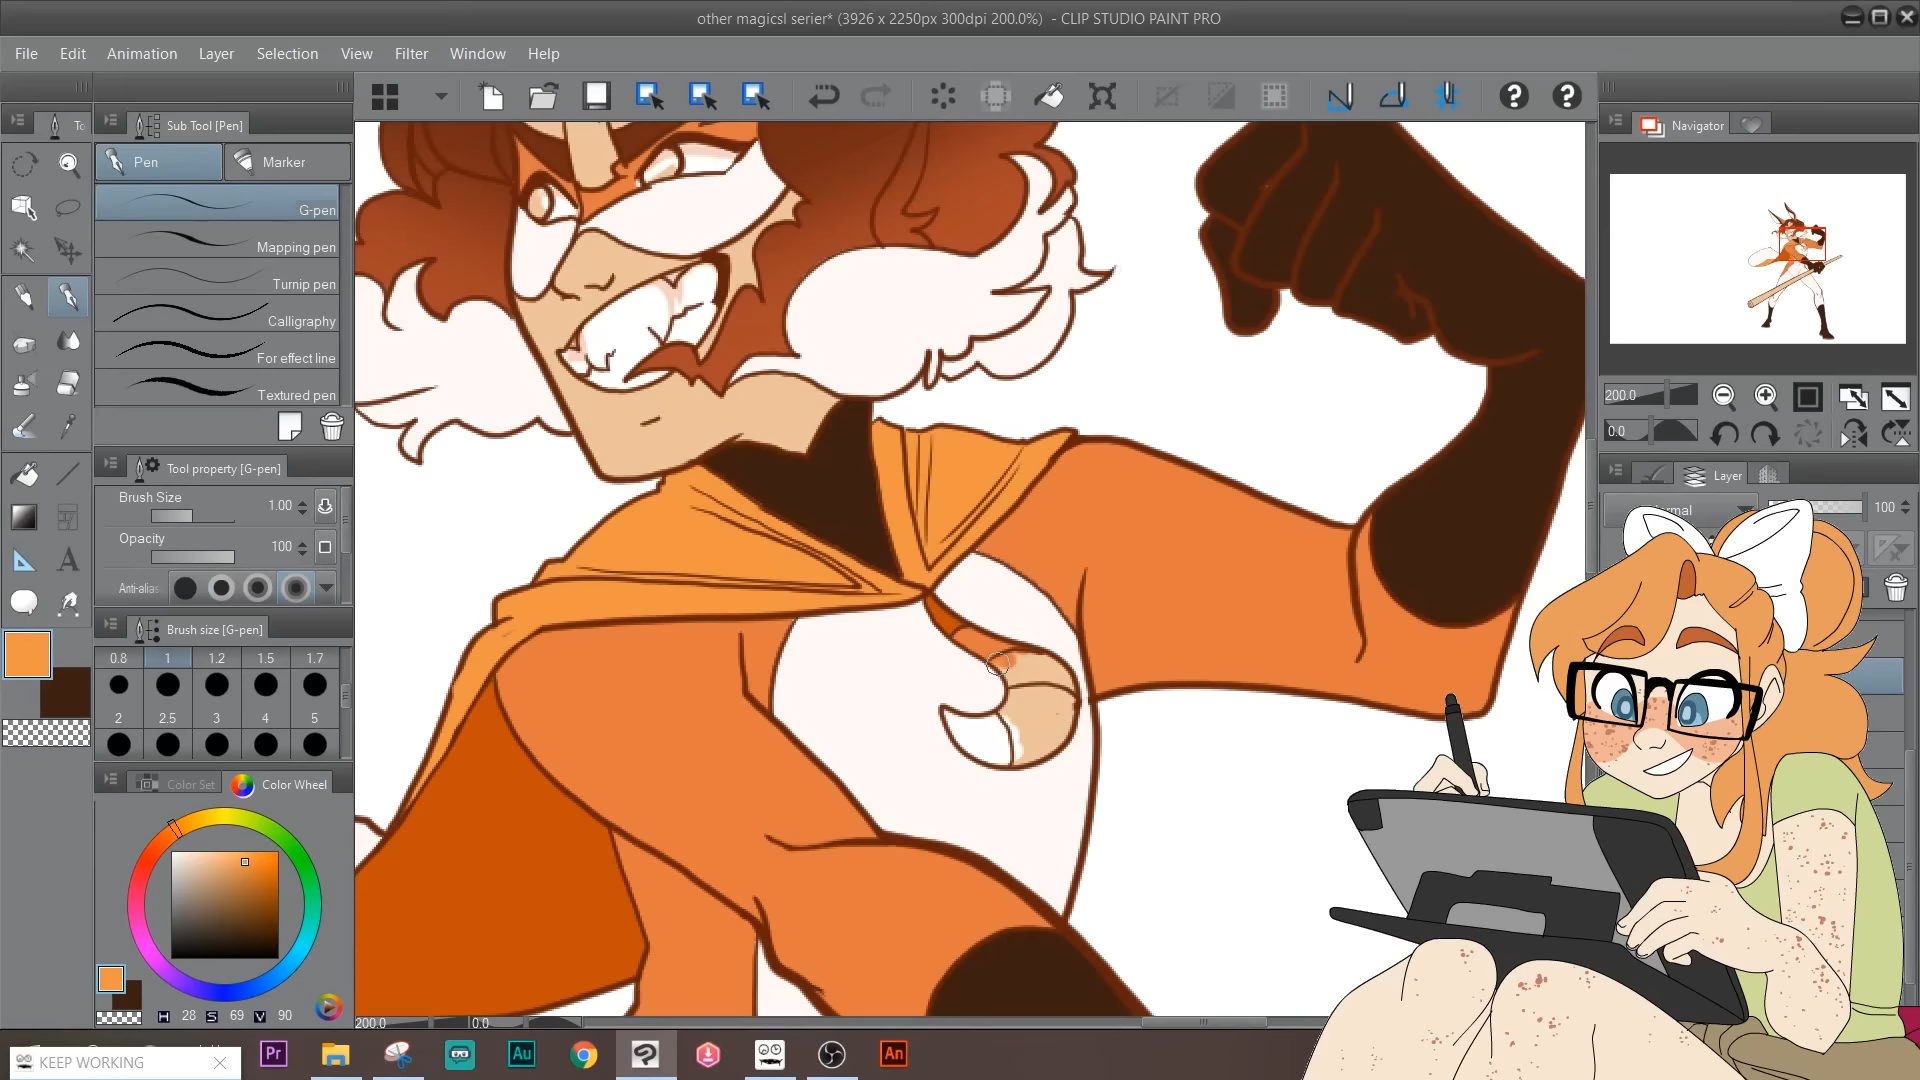 other magicsl serier* (3926 x 2250px 300dpi 200.0%) - CLIP STUDIO PAINT PRO
File Edit Animation Layer Selection View Filter Window Help
To
Sub Tool [Pen]
Pen
Marker
G-pen
Mapping pen
Turnip pen
Calligraphy
For effect line
Textured pen
Tool property [G-pen]
Brush Size 1.00
Opacity 100
Anti-alias
Brush size [G-pen]
0.8 1 1.2 1.5 1.7
2 2.5 3 4 5
Color Set
Color Wheel
H 28 S 69 V 90
200.0 0.0
Navigator
200.0
0.0
Layer
100
KEEP WORKING
Pr
Au
An